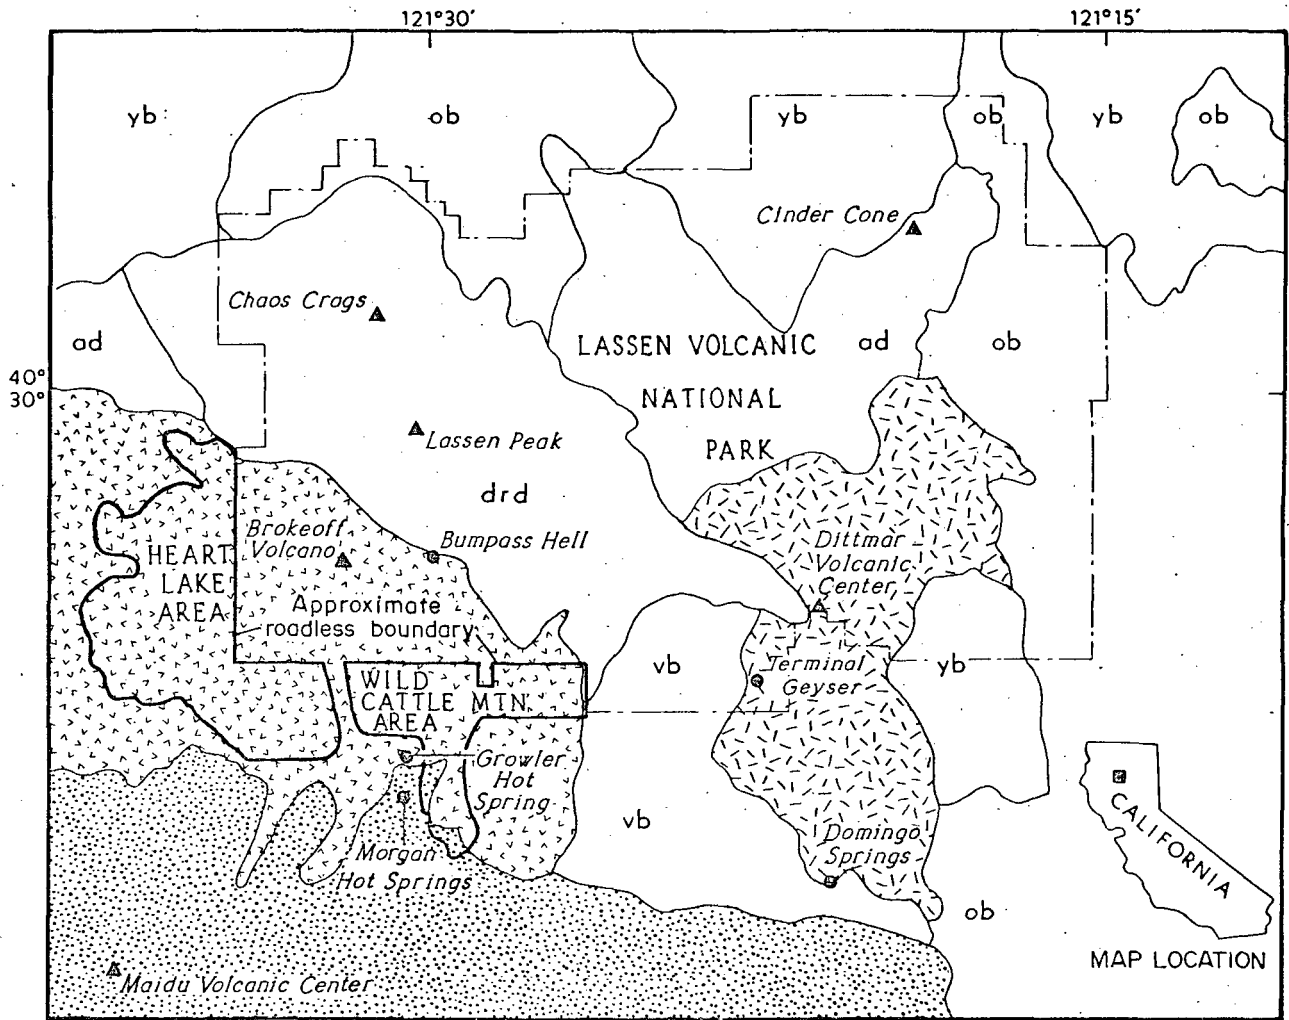 121°30′
121°15′
yb
ob
yb
ob
yb
ob
Cinder Cone
Chaos Crags
ad
LASSEN VOLCANIC
NATIONAL
PARK
ad
ob
40°
30′
Lassen Peak
drd
Brokeoff
Volcano
Bumpass Hell
Dittmar
Volcanic
Center
HEART
LAKE
AREA
Approximate
roadless boundary
vb
Terminal
Geyser
yb
WILD
CATTLE MTN.
AREA
Growler
Hot
Spring
vb
Domingo
Springs
Morgan
Hot Springs
ob
CALIFORNIA
MAP LOCATION
Maidu Volcanic Center